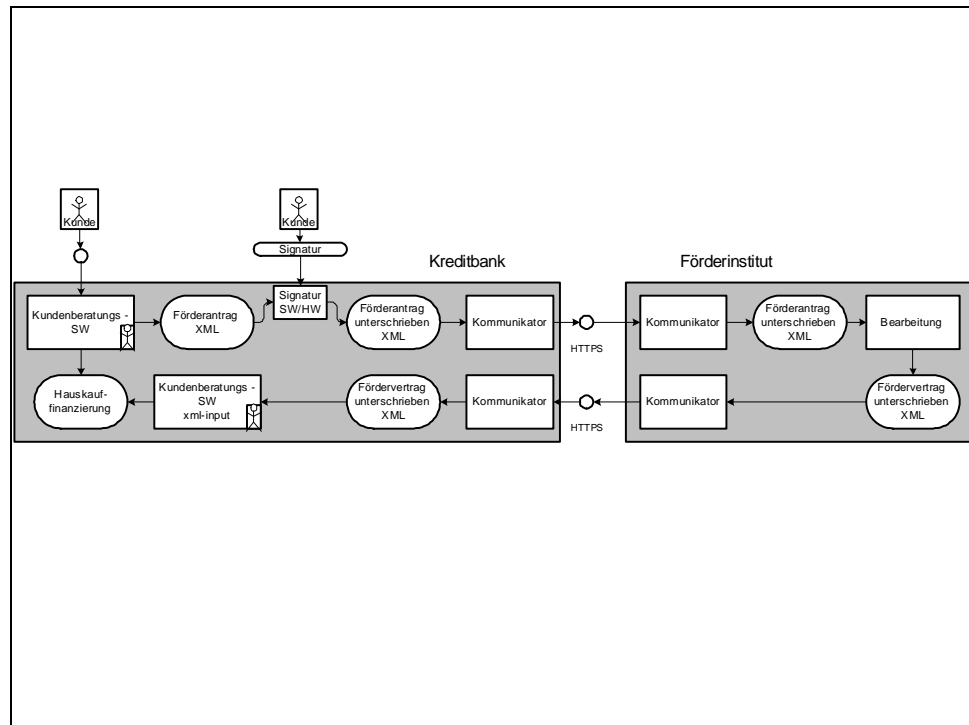 Kunde
Kunde
Signatur
Kreditbank
Förderinstitut
Kundenberatungs -
SW
Förderantrag
XML
Signatur
SW/HW
Förderantrag
unterschrieben
XML
Kommunikator
HTTPS
Kommunikator
Förderantrag
unterschrieben
XML
Bearbeitung
Hauskauf-
finanzierung
Kundenberatungs -
SW
xml-input
Fördervertrag
unterschrieben
XML
Kommunikator
HTTPS
Kommunikator
Fördervertrag
unterschrieben
XML